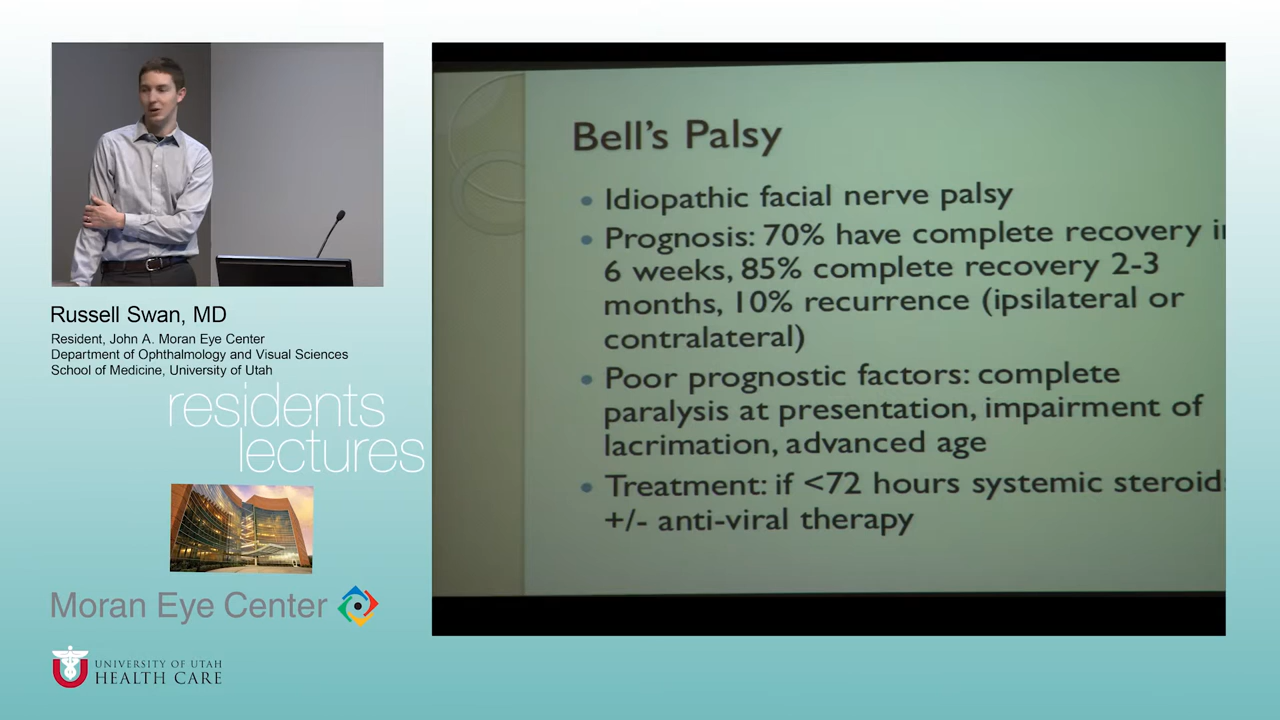 Russell Swan, MD
Resident, John A. Moran Eye Center
Department of Ophthalmology and Visual Sciences
School of Medicine, University of Utah
residents
lectures
Moran Eye Center
UNIVERSITY OF UTAH
HEALTH CARE
Bell's Palsy
• Idiopathic facial nerve palsy
• Prognosis: 70% have complete recovery in
6 weeks, 85% complete recovery 2-3
months, 10% recurrence (ipsilateral or
contralateral)
• Poor prognostic factors: complete
paralysis at presentation, impairment of
lacrimation, advanced age
• Treatment: if <72 hours systemic steroids
+/- anti-viral therapy